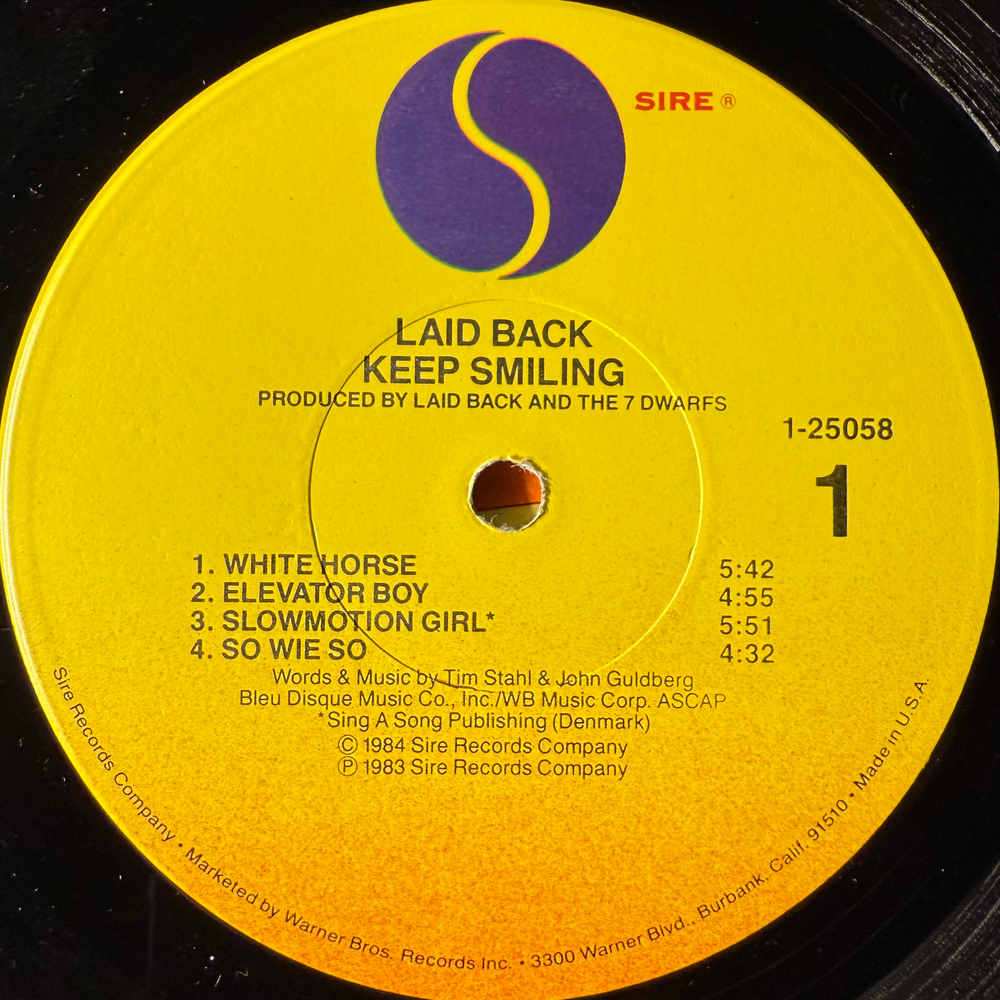 SIRE ®
LAID BACK
KEEP SMILING
PRODUCED BY LAID BACK AND THE 7 DWARFS
1-25058
1
1. WHITE HORSE 5:42
2. ELEVATOR BOY 4:55
3. SLOWMOTION GIRL* 5:51
4. SO WIE SO 4:32
Words & Music by Tim Stahl & John Guldberg
Bleu Disque Music Co., Inc./WB Music Corp. ASCAP
*Sing A Song Publishing (Denmark)
© 1984 Sire Records Company
℗ 1983 Sire Records Company
Sire Records Company • Marketed by Warner Bros. Records Inc. • 3300 Warner Blvd., Burbank, Calif. 91510 • Made in U.S.A.